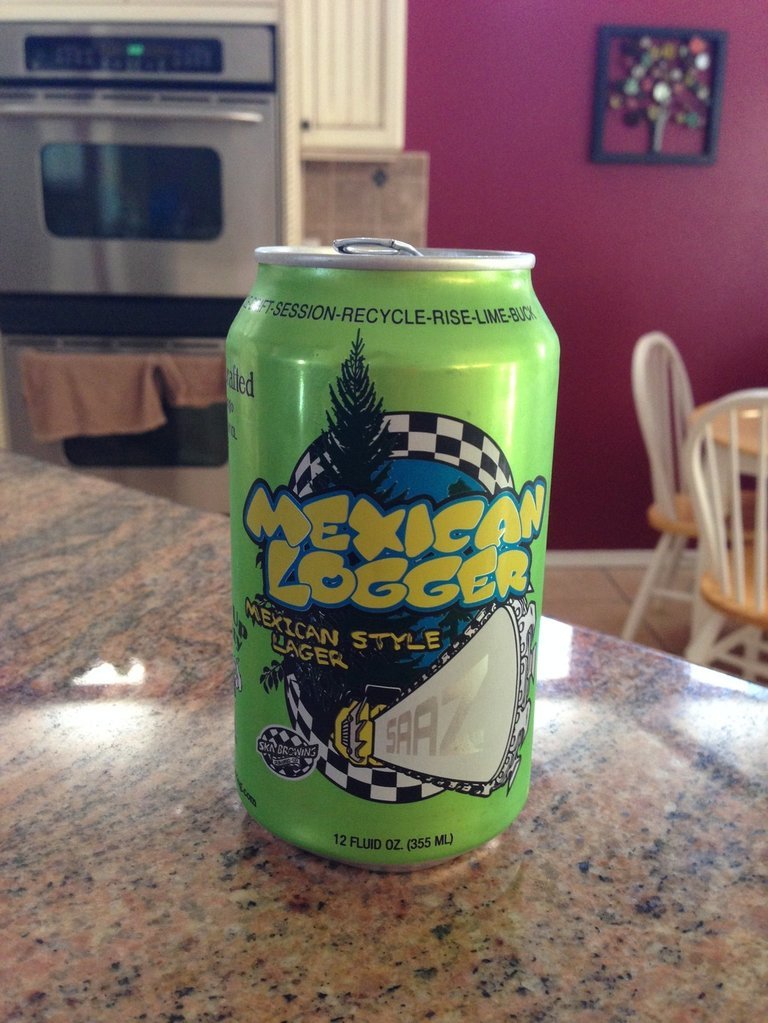 -SESSION-RECYCLE-RISE-LIME-BUCK
MEXICAN
LOGGER
MEXICAN STYLE
LAGER
SAAZ
SKA BREWING
12 FLUID OZ. (355 ML)